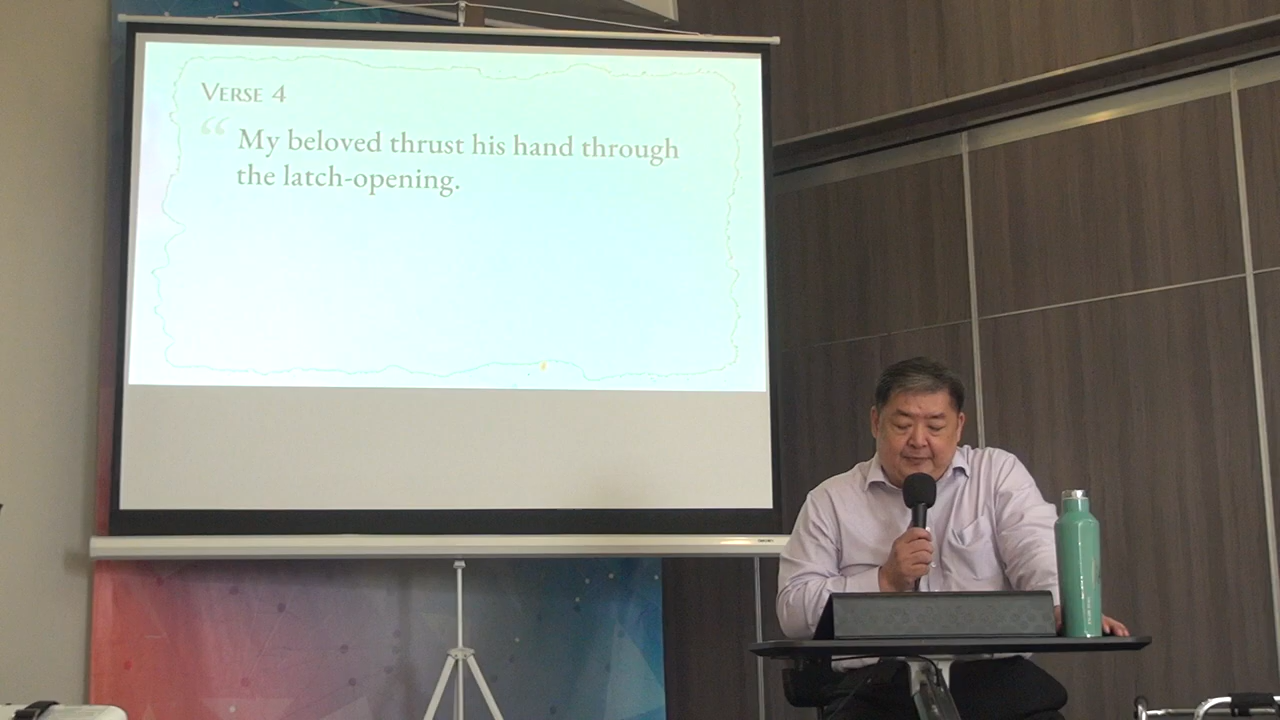 VERSE 4
“ My beloved thrust his hand through
the latch-opening.